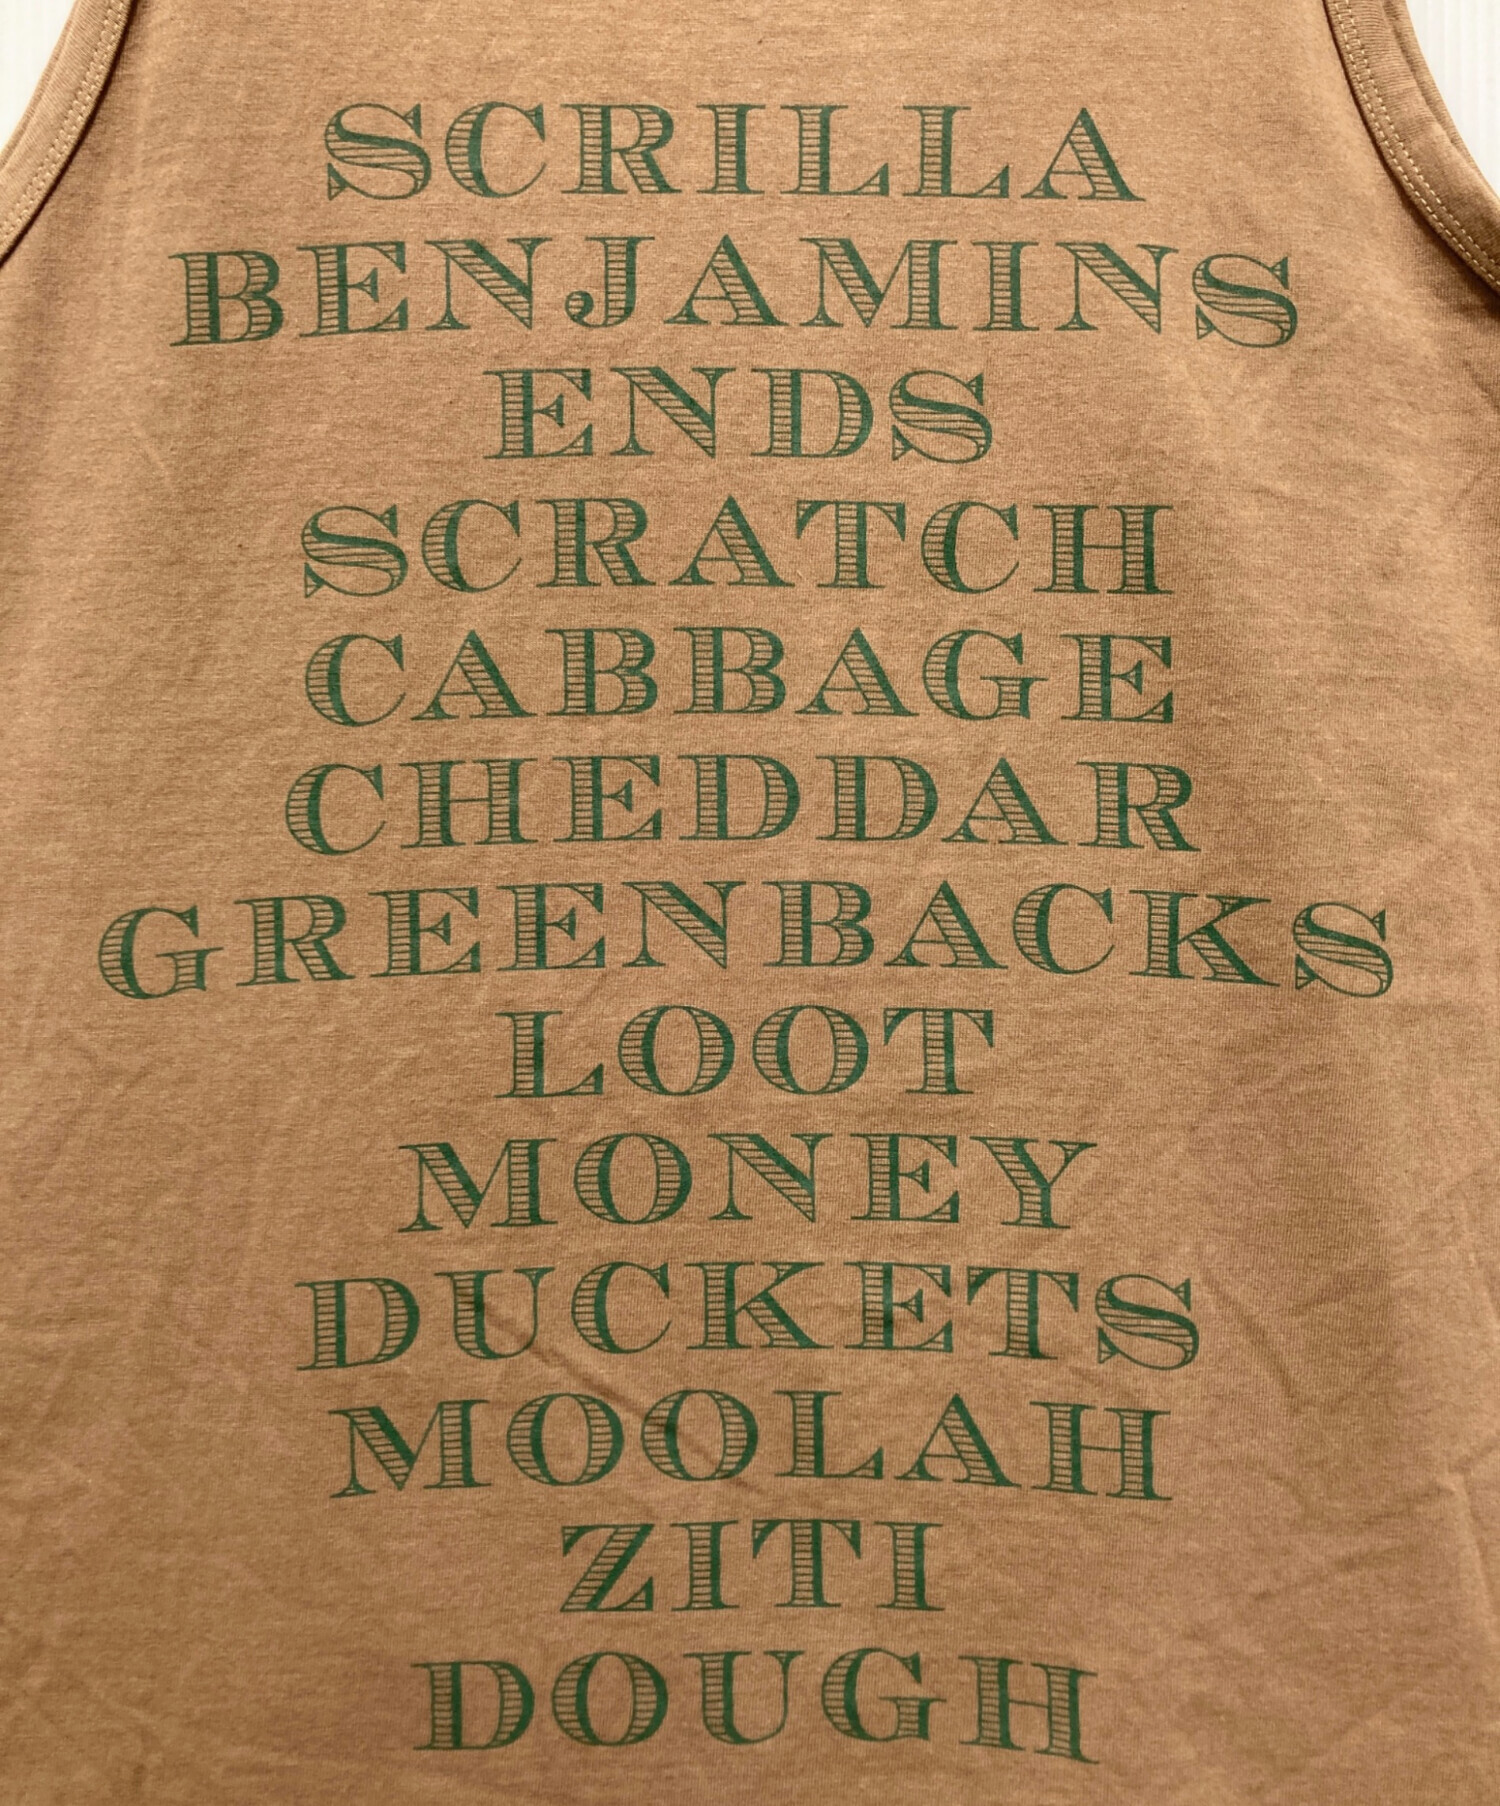 SCRILLA
BENJAMINS
ENDS
SCRATCH
CABBAGE
CHEDDAR
GREENBACKS
LOOT
MONEY
DUCKETS
MOOLAH
ZITI
DOUGH